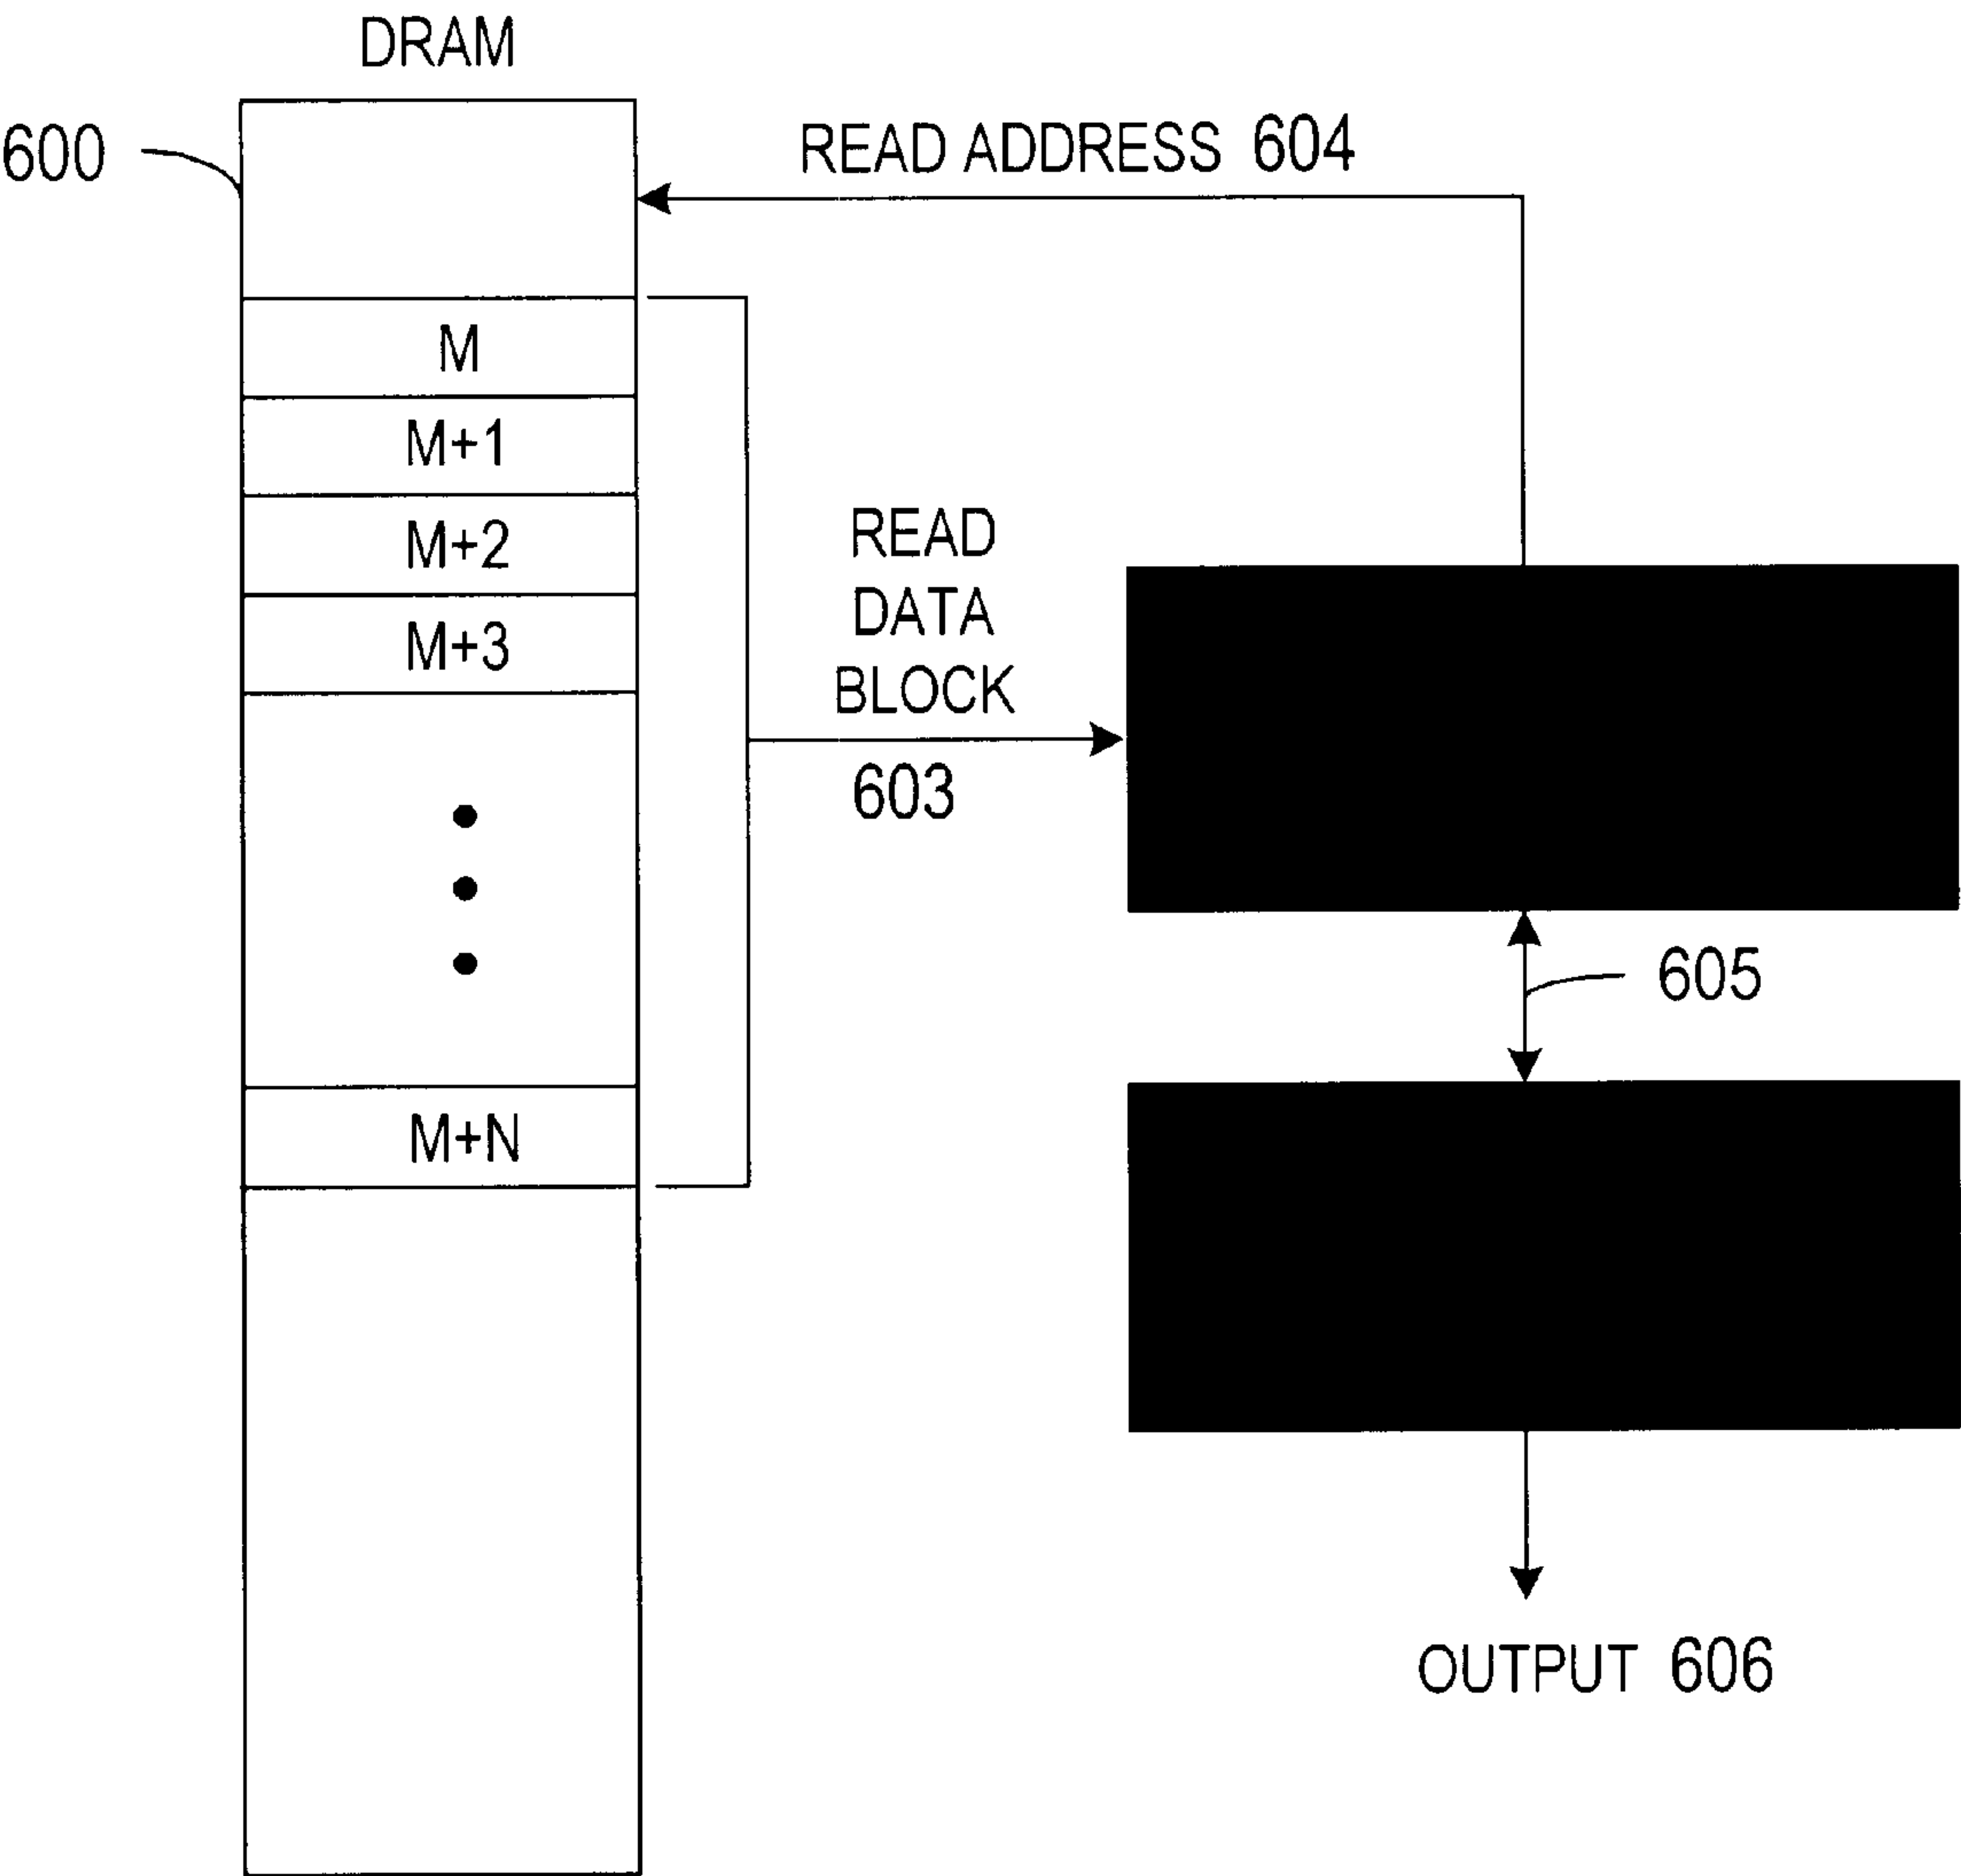 DRAM
600
READ ADDRESS 604
M
M+1
M+2
M+3
READ
DATA
BLOCK
603
605
M+N
OUTPUT 606